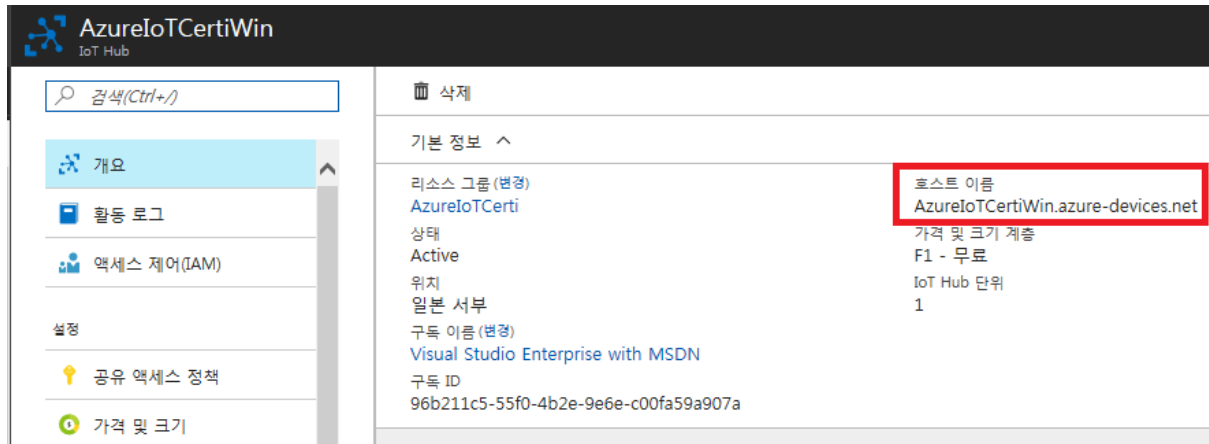 AzureIoTCertiWin
IoT Hub
검색(Ctrl+/)
개요
활동 로그
액세스 제어(IAM)
설정
공유 액세스 정책
가격 및 크기
삭제
기본 정보
리소스 그룹(변경)
AzureIoTCerti
상태
Active
위치
일본 서부
구독 이름(변경)
Visual Studio Enterprise with MSDN
구독 ID
96b211c5-55f0-4b2e-9e6e-c00fa59a907a
호스트 이름
AzureIoTCertiWin.azure-devices.net
가격 및 크기 계층
F1 - 무료
IoT Hub 단위
1